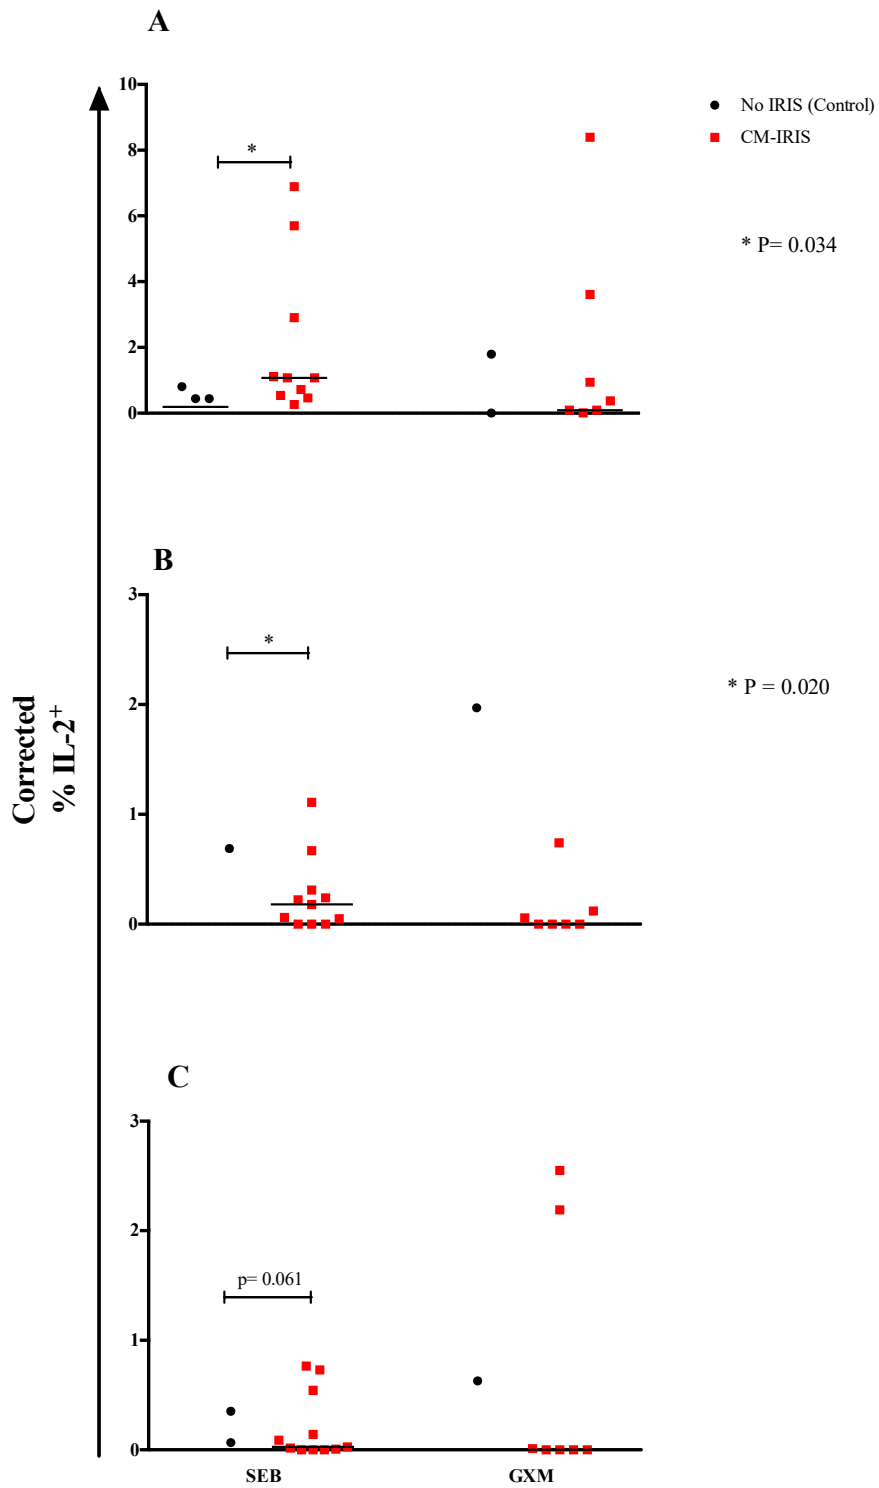 A
10
8
6
4
2
0
*
No IRIS (Control)
CM-IRIS
* P= 0.034
B
3
2
1
0
*
* P = 0.020
Corrected
% IL-2⁺
C
3
2
1
0
p= 0.061
SEB GXM